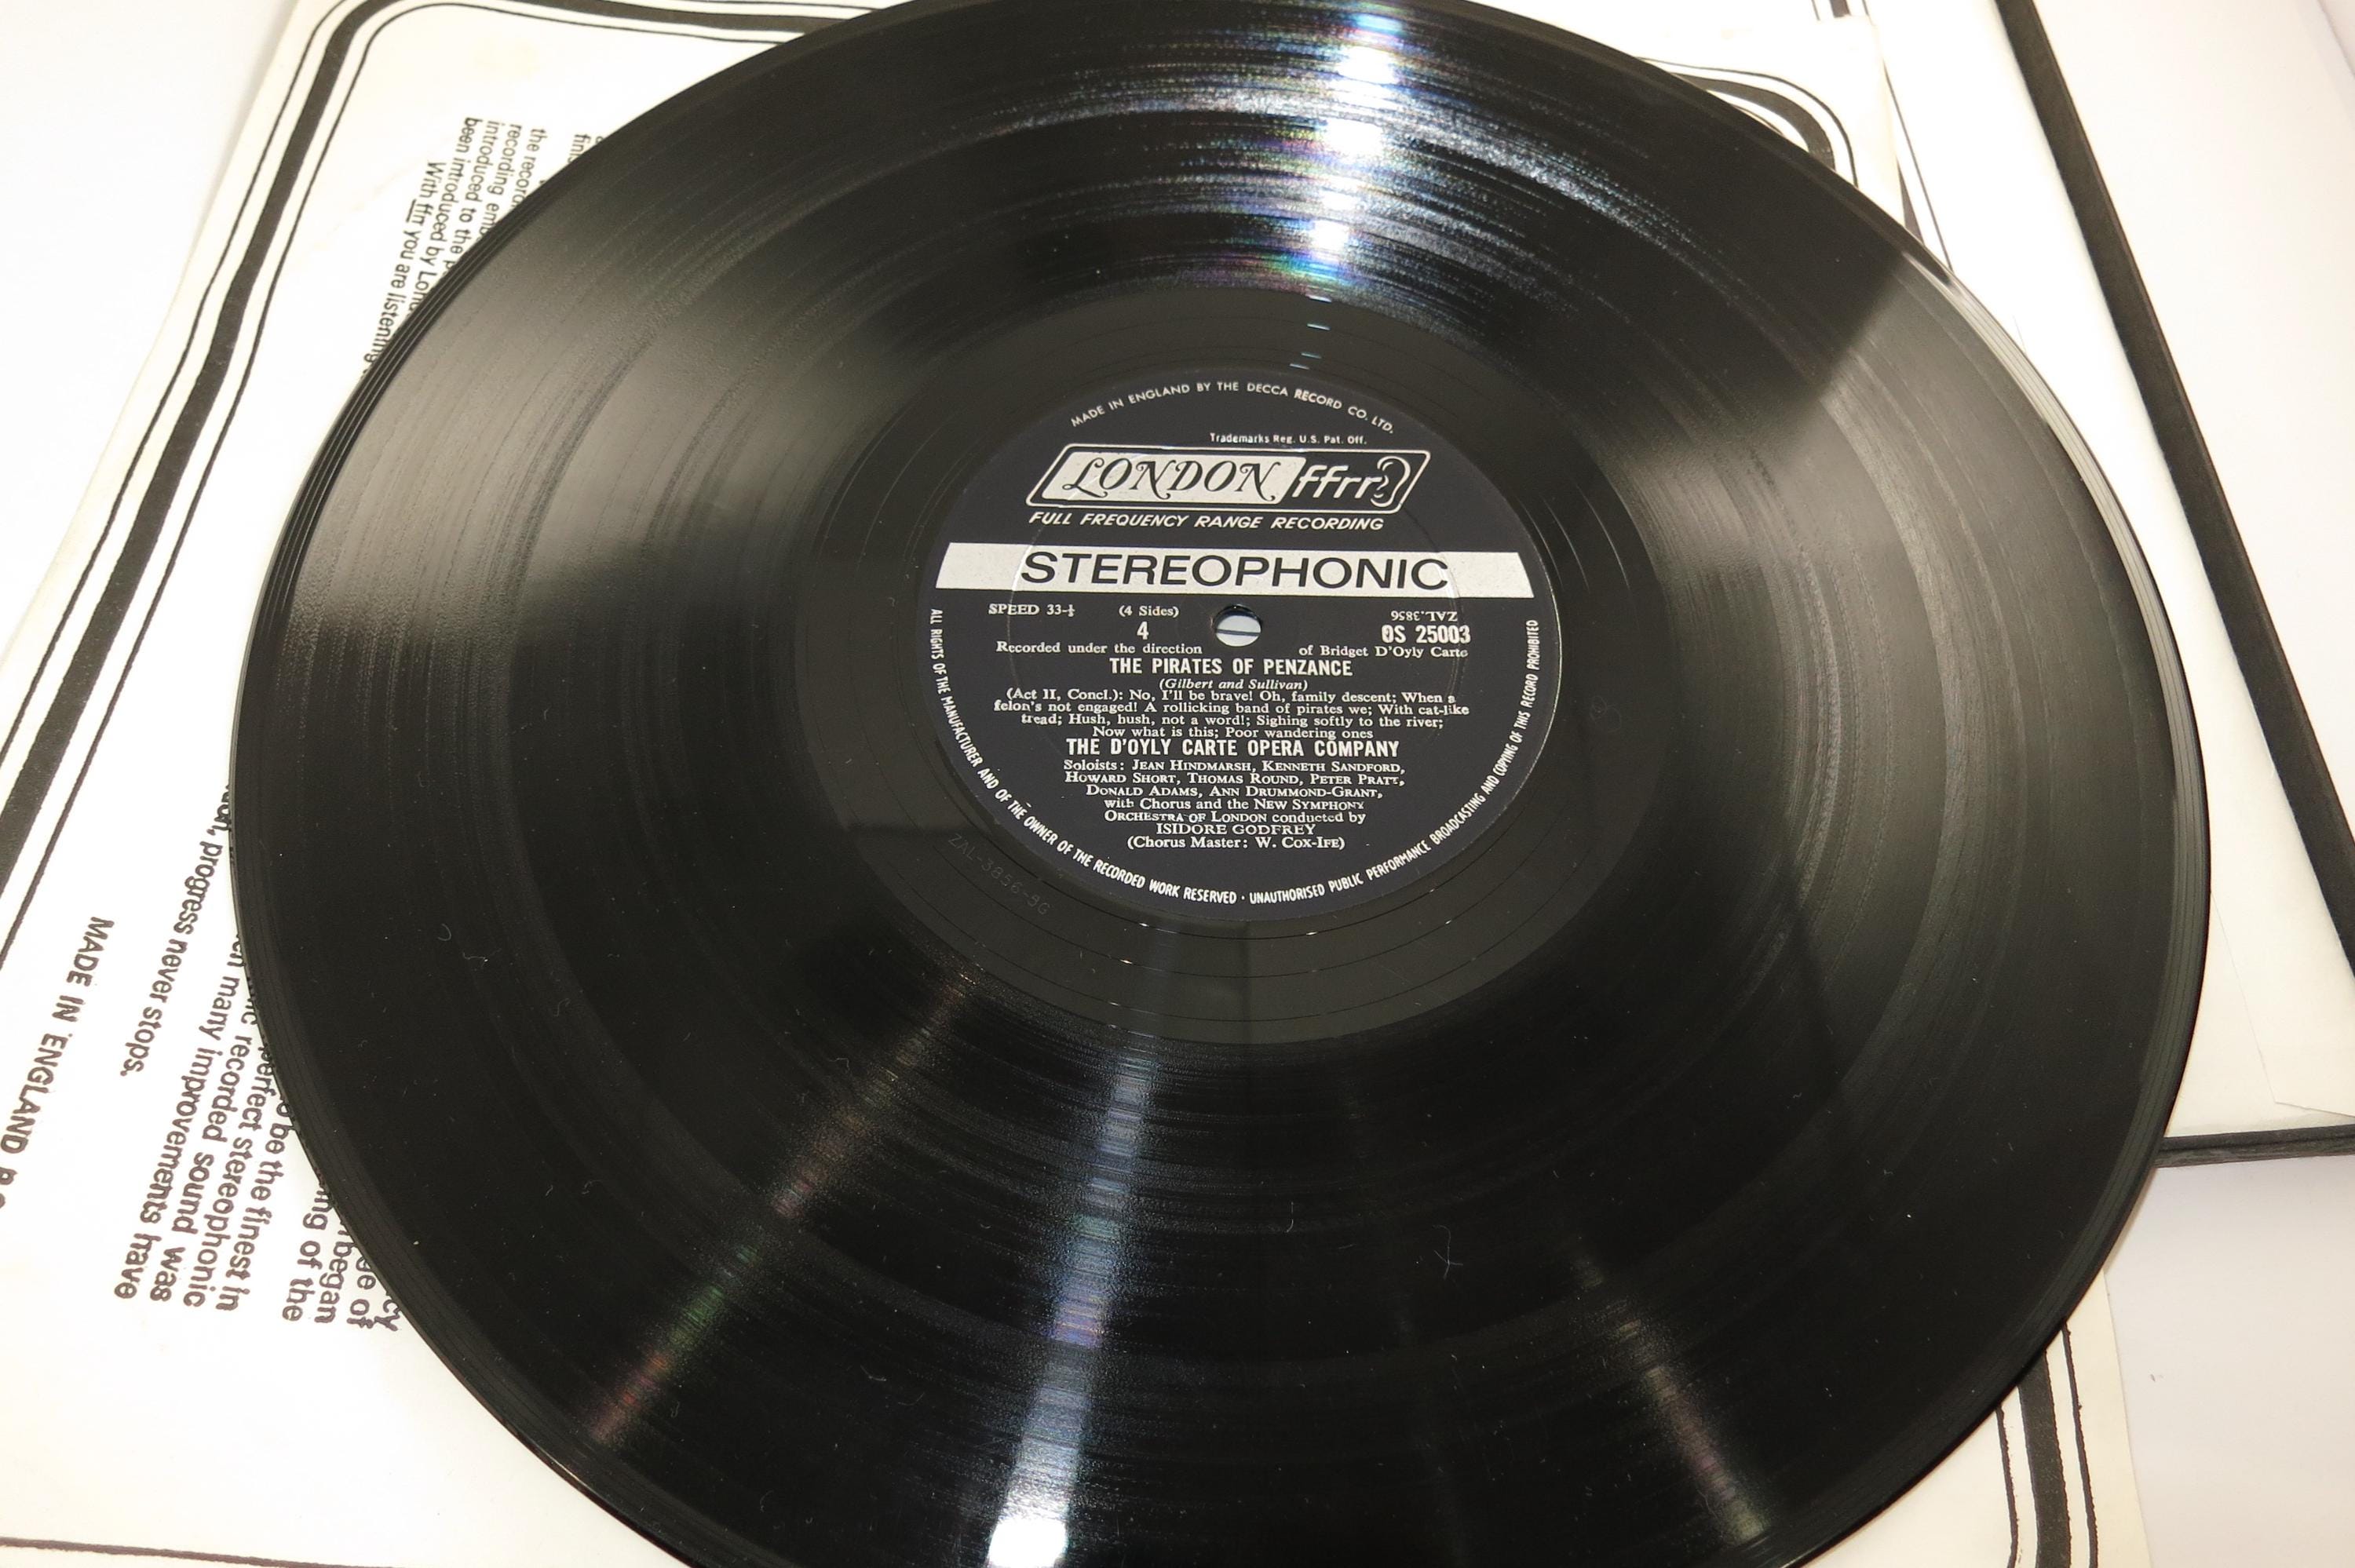 MADE IN ENGLAND BY THE DECCA RECORD CO. LTD.
Trademarks Reg. U.S. Pat. Off.
LONDON ffrr
FULL FREQUENCY RANGE RECORDING
STEREOPHONIC
SPEED 33-⅓ (4 Sides) ZAL.3856
4 OS 25003
Recorded under the direction of Bridget D'Oyly Carte
THE PIRATES OF PENZANCE
(Gilbert and Sullivan)
(Act II, Concl.): No, I'll be brave! Oh, family descent; When a
felon's not engaged! A rollicking band of pirates we; With cat-like
tread; Hush, hush, not a word!; Sighing softly to the river;
Now what is this; Poor wandering ones
THE D'OYLY CARTE OPERA COMPANY
Soloists: JEAN HINDMARSH, KENNETH SANDFORD,
HOWARD SHORT, THOMAS ROUND, PETER PRATT,
DONALD ADAMS, ANN DRUMMOND-GRANT,
with Chorus and the NEW SYMPHONY
ORCHESTRA OF LONDON conducted by
ISIDORE GODFREY
(Chorus Master: W. COX-IFE)
ALL RIGHTS OF THE MANUFACTURER AND OF THE OWNER OF THE RECORDED WORK RESERVED · UNAUTHORISED PUBLIC PERFORMANCE BROADCASTING AND COPYING OF THIS RECORD PROHIBITED
ZAL-3856-9G
the
recording
introduced to the
been introduced by
With ffrr you are listening
be the finest in
perfect stereophonic
recorded sound was
many improvements have
progress never stops.
MADE IN ENGLAND
began
of the